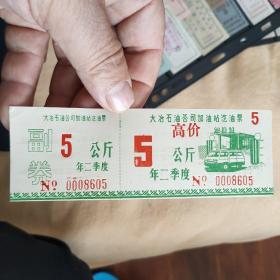 大冶石油公司加油站汽油票
副券
5
公斤
年二季度
No 0008605
大冶石油公司加油站汽油票
5
高价
5
公斤
年二季度
No 0008605